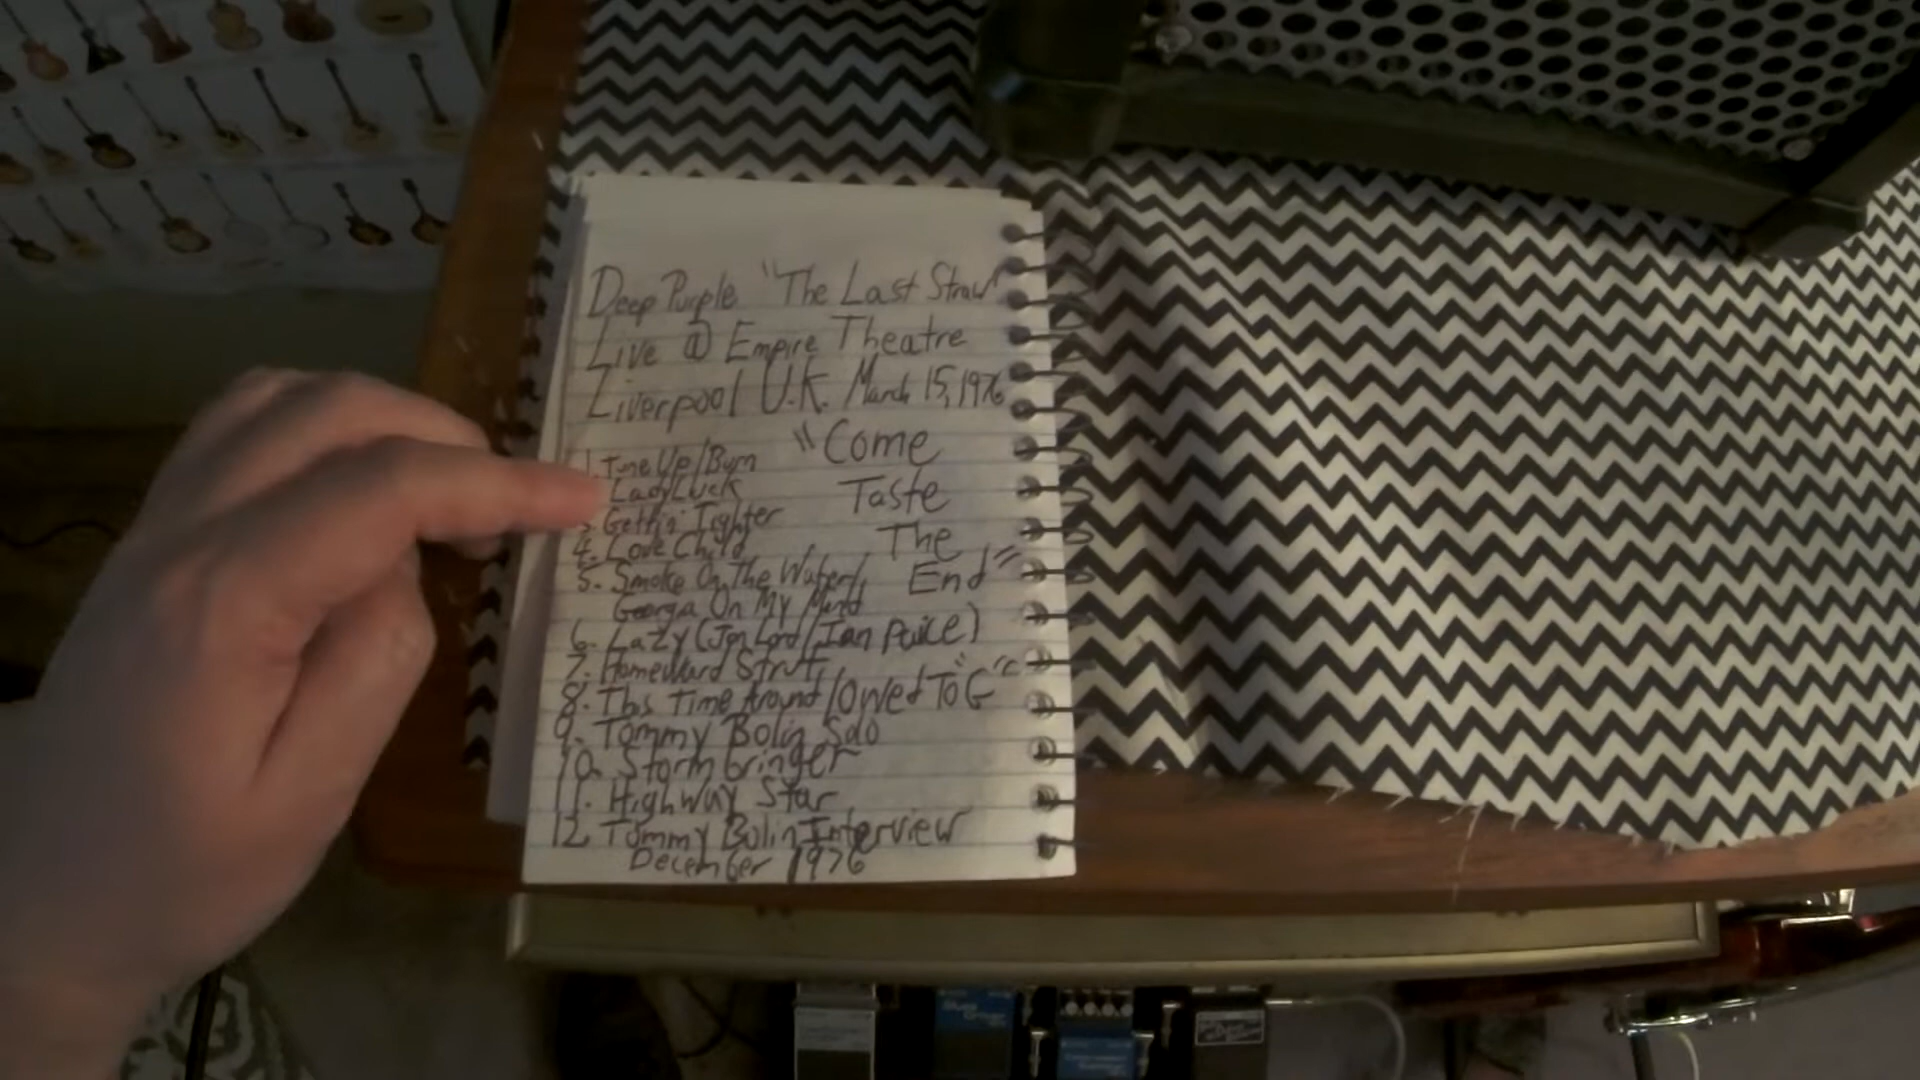 Deep Purple "The Last Straw"
Live @ Empire Theatre
Liverpool U.K. March 15, 1976
"Come
Taste
The
End"
1. Tune Up/Burn
Lady Luck
3. Gettin' Tighter
4. Love Child
5. Smoke On The Water/
Georgia On My Mind
6. Lazy (Jon Lord/Ian Paice)
7. Homeward Strut
8. This Time Around/Owed To "G"
9. Tommy Bolin Solo
10. Stormbringer
11. Highway Star
12. Tommy Bolin Interview
December 1976